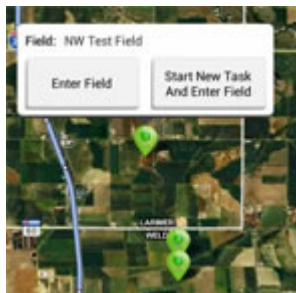 Field: NW Test Field
Enter Field
Start New Task
And Enter Field
LARIMER
WELD